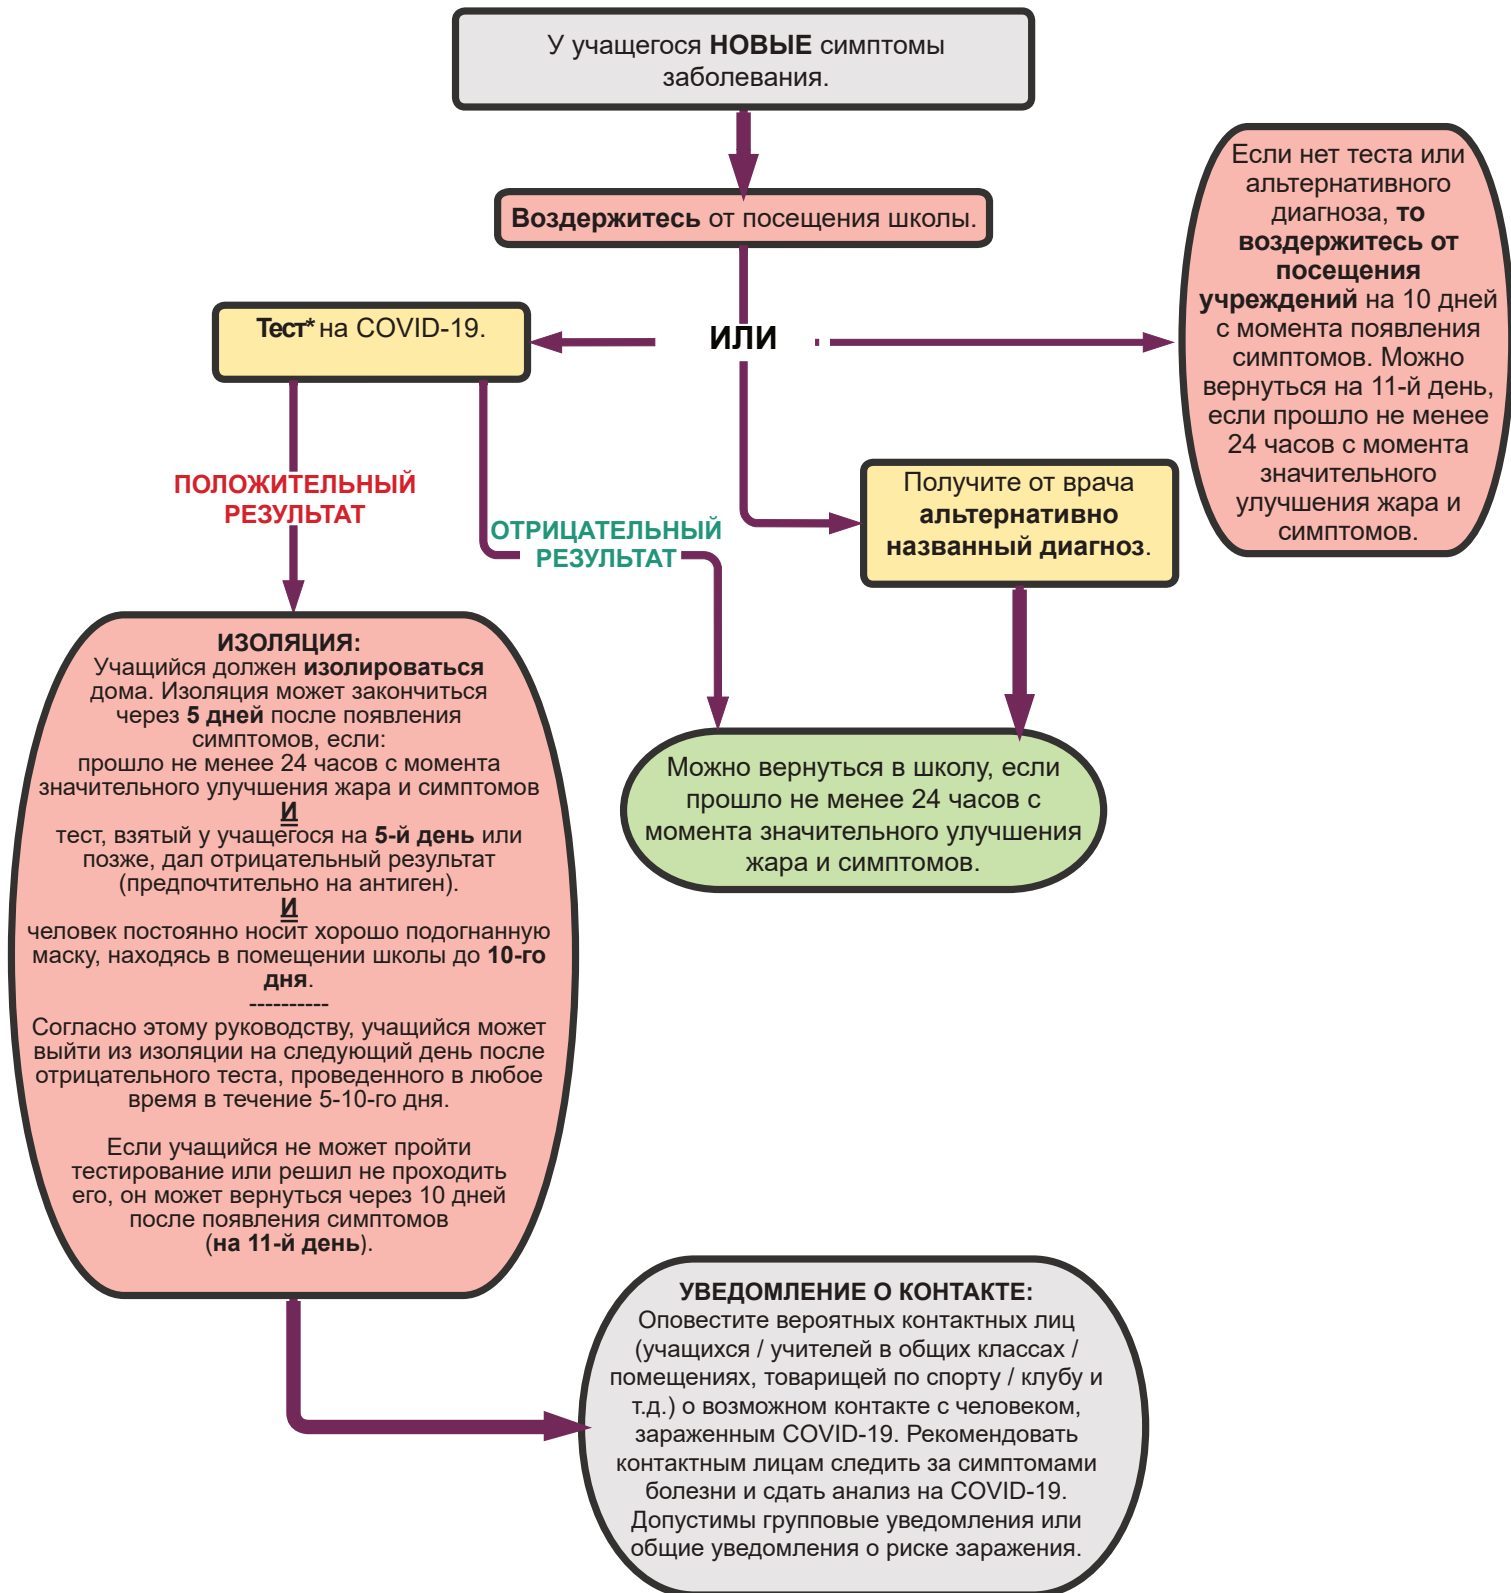 У учащегося НОВЫЕ симптомы
заболевания.
Воздержитесь от посещения школы.
Если нет теста или
альтернативного
диагноза, то
воздержитесь от
посещения
учреждений на 10 дней
с момента появления
симптомов. Можно
вернуться на 11-й день,
если прошло не менее
24 часов с момента
значительного
улучшения жара и
симптомов.
Тест* на COVID-19.
ИЛИ
ПОЛОЖИТЕЛЬНЫЙ
РЕЗУЛЬТАТ
ОТРИЦАТЕЛЬНЫЙ
РЕЗУЛЬТАТ
Получите от врача
альтернативно
названный диагноз.
ИЗОЛЯЦИЯ:
Учащийся должен изолироваться
дома. Изоляция может закончиться
через 5 дней после появления
симптомов, если:
прошло не менее 24 часов с момента
значительного улучшения жара и симптомов
И
тест, взятый у учащегося на 5-й день или
позже, дал отрицательный результат
(предпочтительно на антиген).
И
человек постоянно носит хорошо подогнанную
маску, находясь в помещении школы до 10-го
дня.
----------
Согласно этому руководству, учащийся может
выйти из изоляции на следующий день после
отрицательного теста, проведенного в любое
время в течение 5-10-го дня.
Если учащийся не может пройти
тестирование или решил не проходить
его, он может вернуться через 10 дней
после появления симптомов
(на 11-й день).
Можно вернуться в школу, если
прошло не менее 24 часов с
момента значительного улучшения
жара и симптомов.
УВЕДОМЛЕНИЕ О КОНТАКТЕ:
Оповестите вероятных контактных лиц
(учащихся / учителей в общих классах /
помещениях, товарищей по спорту / клубу и
т.д.) о возможном контакте с человеком,
зараженным COVID-19. Рекомендовать
контактным лицам следить за симптомами
болезни и сдать анализ на COVID-19.
Допустимы групповые уведомления или
общие уведомления о риске заражения.